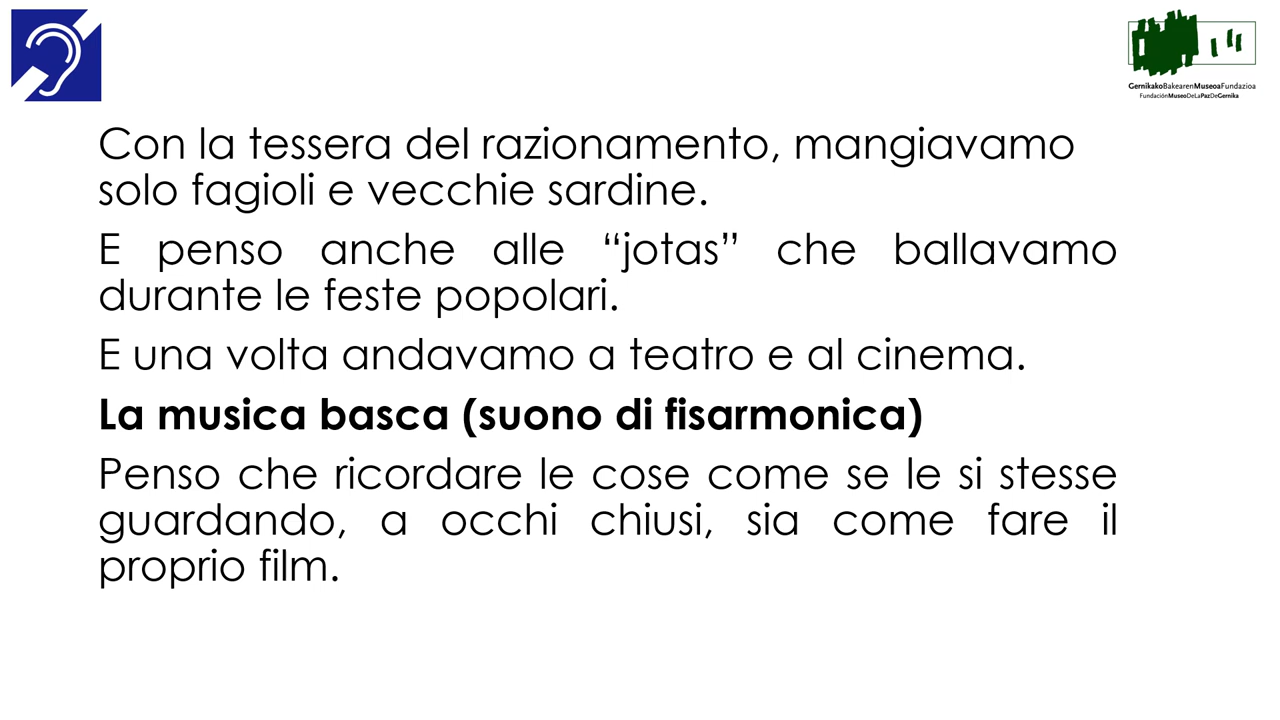 GernikakoBakearenMuseoaFundazioa
FundaciónMuseoDeLaPazDeGernika
Con la tessera del razionamento, mangiavamo
solo fagioli e vecchie sardine.
E penso anche alle “jotas” che ballavamo
durante le feste popolari.
E una volta andavamo a teatro e al cinema.
La musica basca (suono di fisarmonica)
Penso che ricordare le cose come se le si stesse
guardando, a occhi chiusi, sia come fare il
proprio film.